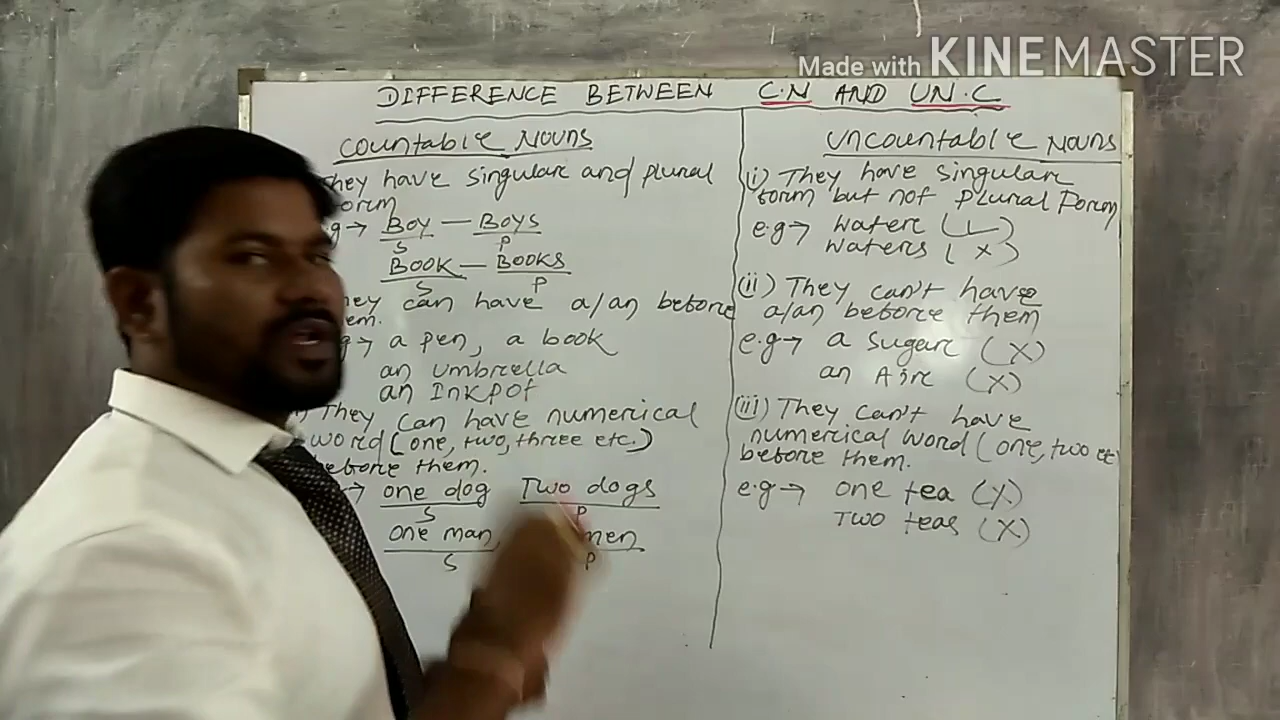 Made with KINEMASTER
DIFFERENCE BETWEEN C.N AND UN.C
Countable Nouns
They have singular and plural
form
→ Boy — Boys
S P
Book — Books
S P
They can have a/an before
→ a pen, a book
an umbrella
an Inkpot
They can have numerical
word (one, two, three etc.)
before them.
→ one dog Two dogs
S P
one man, men
S P
Uncountable Nouns
(i) They have singular
form but not plural Form
e.g → water (✓)
waters (×)
(ii) They can't have
a/an before them
e.g → a sugar (×)
an Air (×)
(iii) They can't have
numerical word (one, two etc
before them.
e.g → one tea (×)
Two teas (×)